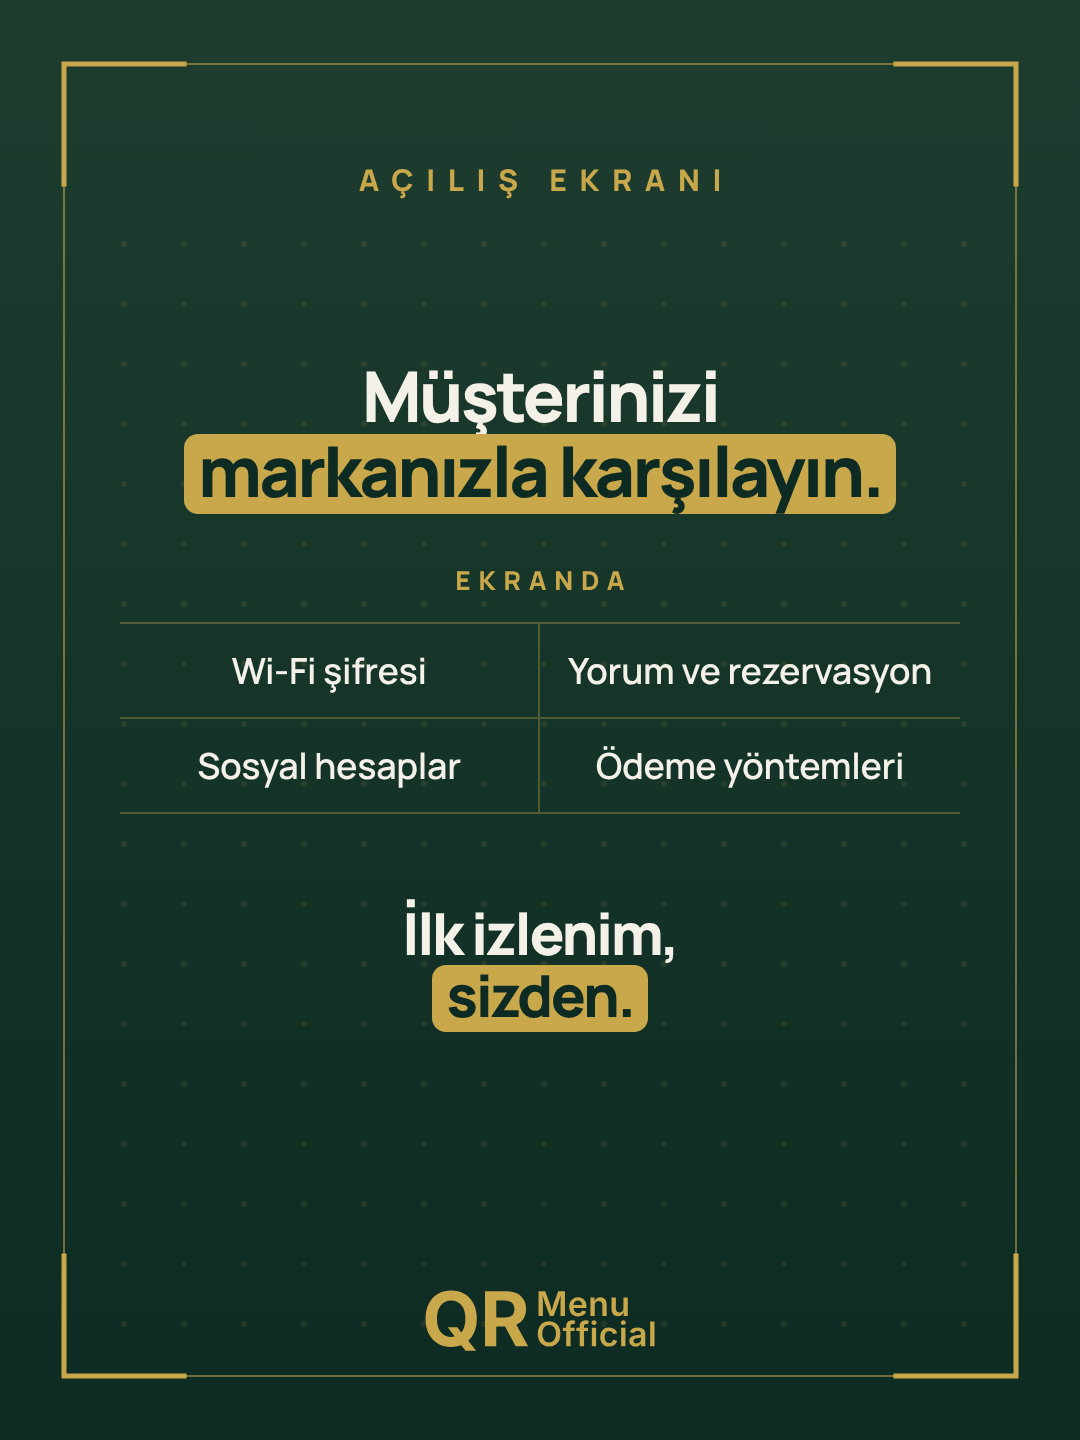 AÇILIŞ EKRANI
Müşterinizi
markanızla karşılayın.
EKRANDA
Wi-Fi şifresi
Yorum ve rezervasyon
Sosyal hesaplar
Ödeme yöntemleri
İlk izlenim,
sizden.
QR Menu
Official